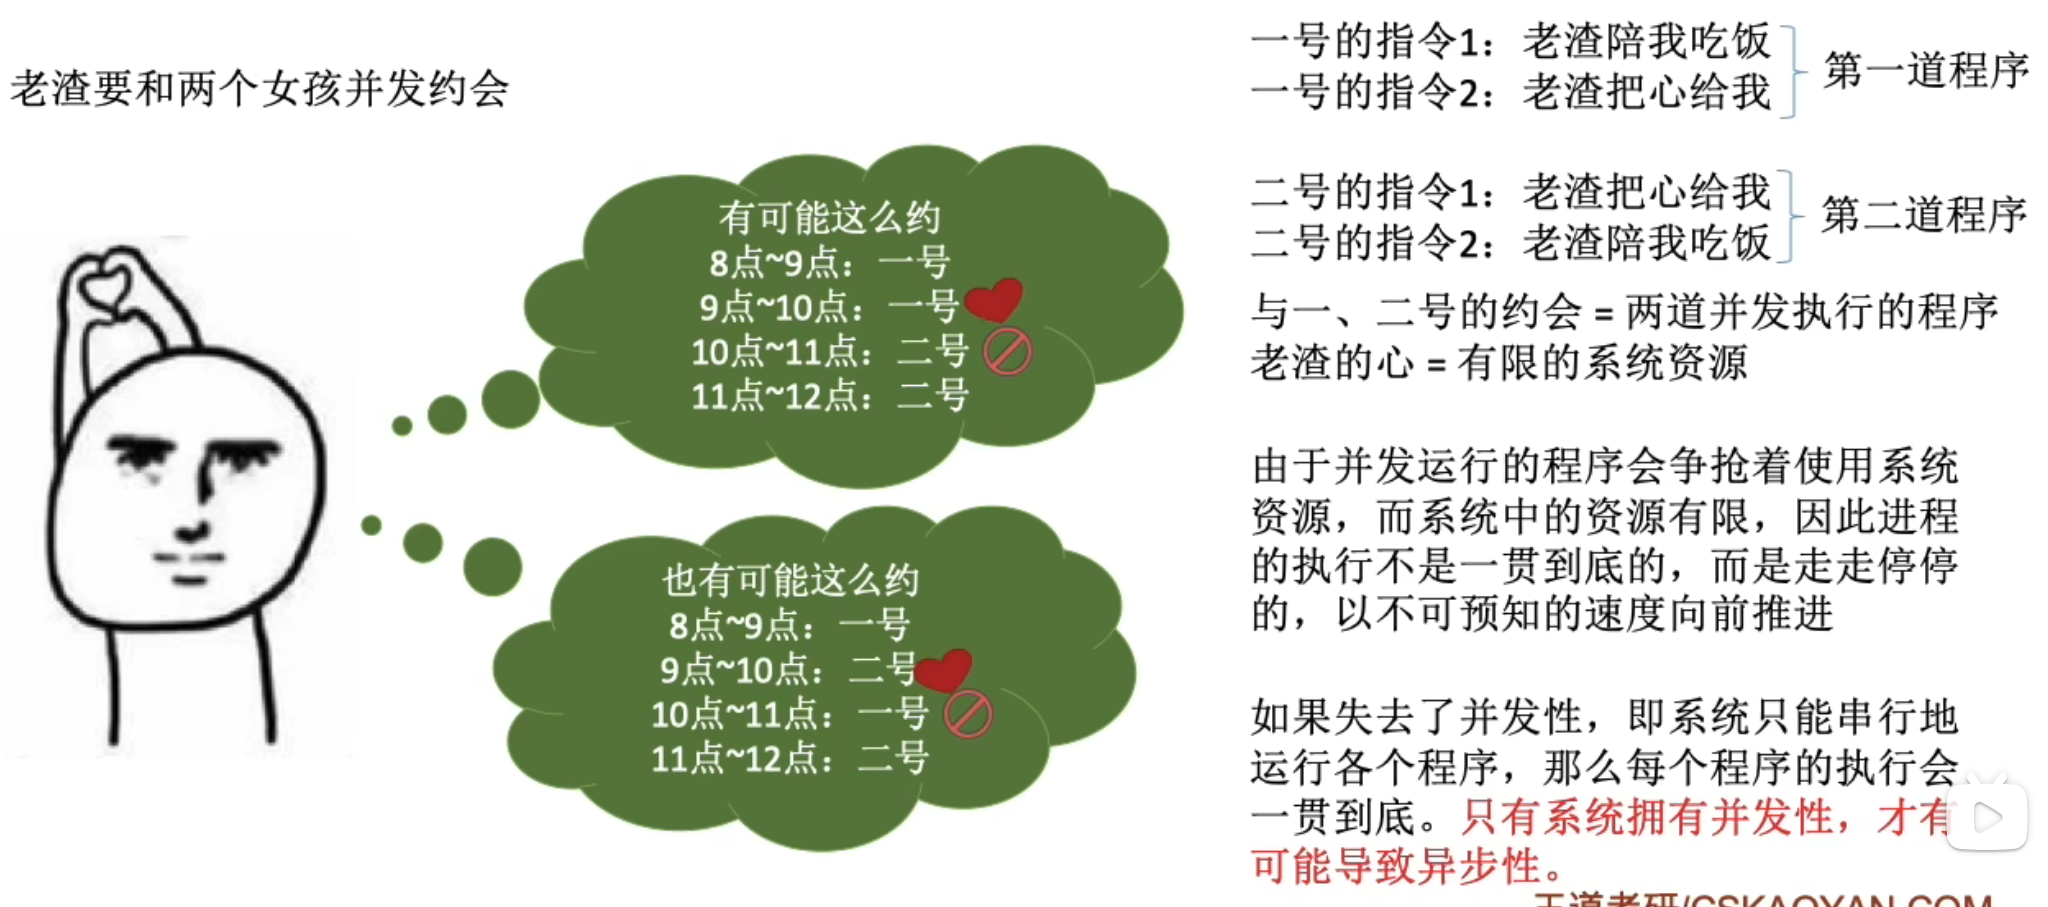 老渣要和两个女孩并发约会
有可能这么约
8点~9点：一号
9点~10点：一号
10点~11点：二号
11点~12点：二号
也有可能这么约
8点~9点：一号
9点~10点：二号
10点~11点：一号
11点~12点：二号
一号的指令1：老渣陪我吃饭
一号的指令2：老渣把心给我
第一道程序
二号的指令1：老渣把心给我
二号的指令2：老渣陪我吃饭
第二道程序
与一、二号的约会 = 两道并发执行的程序
老渣的心 = 有限的系统资源
由于并发运行的程序会争抢着使用系统
资源，而系统中的资源有限，因此进程
的执行不是一贯到底的，而是走走停停
的，以不可预知的速度向前推进
如果失去了并发性，即系统只能串行地
运行各个程序，那么每个程序的执行会
一贯到底。只有系统拥有并发性，才有
可能导致异步性。
王道考研/CSKAOYAN.COM